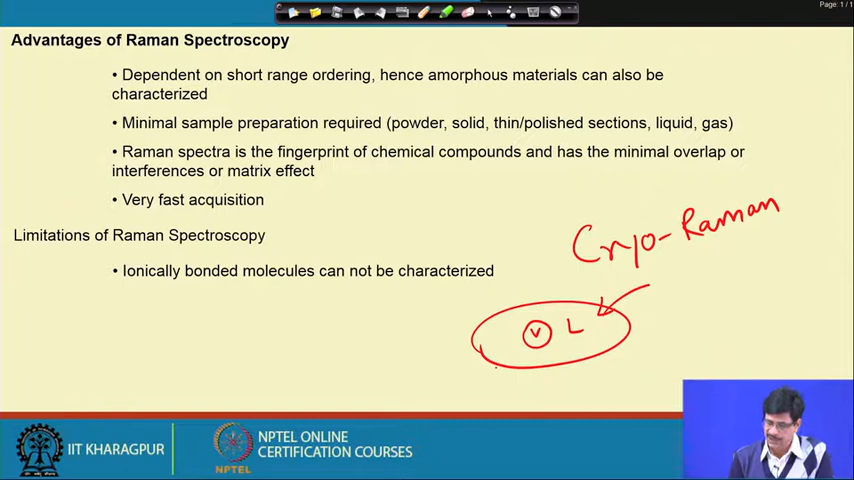 Page: 1 / 1
Advantages of Raman Spectroscopy
• Dependent on short range ordering, hence amorphous materials can also be
characterized
• Minimal sample preparation required (powder, solid, thin/polished sections, liquid, gas)
• Raman spectra is the fingerprint of chemical compounds and has the minimal overlap or
interferences or matrix effect
• Very fast acquisition
Limitations of Raman Spectroscopy
Cryo-Raman
• Ionically bonded molecules can not be characterized
V L
IIT KHARAGPUR
NPTEL
NPTEL ONLINE
CERTIFICATION COURSES